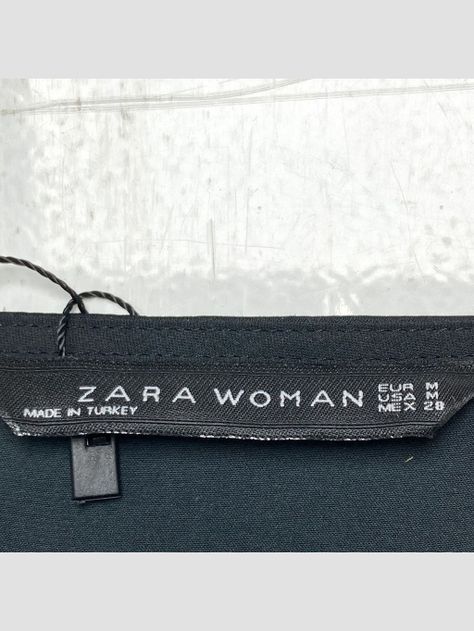 ZARA WOMAN
MADE IN TURKEY
EUR M
USA M
MEX 28